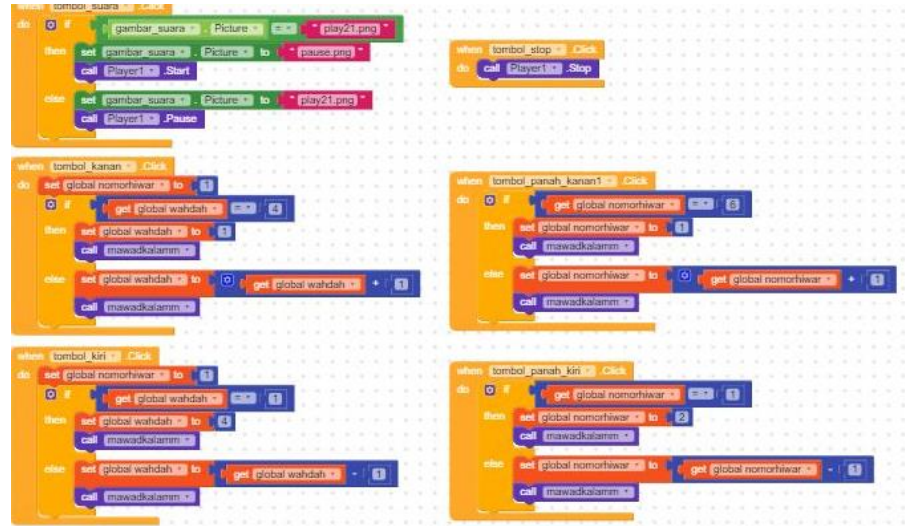 when tombol_suara .Click
do if gambar_suara . Picture = " play21.png "
then set gambar_suara . Picture to " pause.png "
call Player1 .Start
else set gambar_suara . Picture to " play21.png "
call Player1 .Pause
when tombol_stop .Click
do call Player1 .Stop
when tombol_kanan .Click
do set global nomorhiwar to 1
if get global wahdah = 4
then set global wahdah to 1
call mawadkalamm
else set global wahdah to get global wahdah + 1
call mawadkalamm
when tombol_panah_kanan1 .Click
do if get global nomorhiwar = 6
then set global nomorhiwar to 1
call mawadkalamm
else set global nomorhiwar to get global nomorhiwar + 1
call mawadkalamm
when tombol_kiri .Click
do set global nomorhiwar to 1
if get global wahdah = 1
then set global wahdah to 4
call mawadkalamm
else set global wahdah to get global wahdah - 1
call mawadkalamm
when tombol_panah_kiri .Click
do if get global nomorhiwar = 1
then set global nomorhiwar to 2
call mawadkalamm
else set global nomorhiwar to get global nomorhiwar - 1
call mawadkalamm